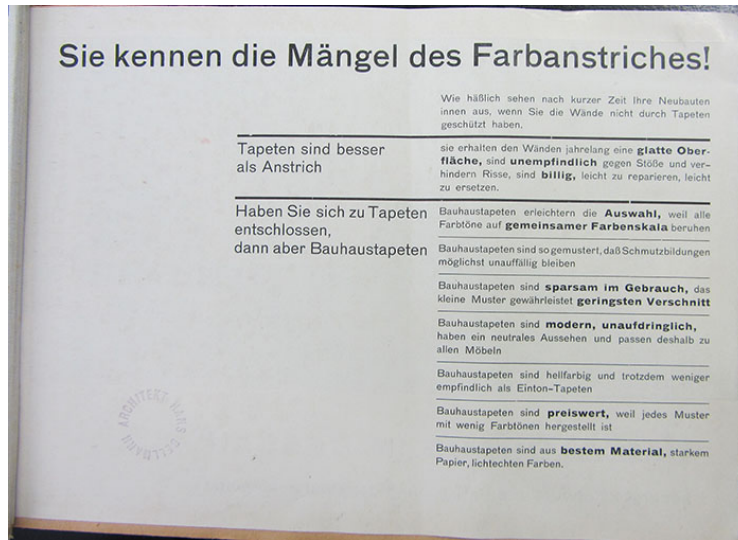 Sie kennen die Mängel des Farbanstriches!
Wie häßlich sehen nach kurzer Zeit Ihre Neubauten
innen aus, wenn Sie die Wände nicht durch Tapeten
geschützt haben.
Tapeten sind besser
als Anstrich
sie erhalten den Wänden jahrelang eine glatte Ober-
fläche, sind unempfindlich gegen Stöße und ver-
hindern Risse, sind billig, leicht zu reparieren, leicht
zu ersetzen.
Haben Sie sich zu Tapeten
entschlossen,
dann aber Bauhaustapeten
Bauhaustapeten erleichtern die Auswahl, weil alle
Farbtöne auf gemeinsamer Farbenskala beruhen
Bauhaustapeten sind so gemustert, daß Schmutzbildungen
möglichst unauffällig bleiben
Bauhaustapeten sind sparsam im Gebrauch, das
kleine Muster gewährleistet geringsten Verschnitt
Bauhaustapeten sind modern, unaufdringlich,
haben ein neutrales Aussehen und passen deshalb zu
allen Möbeln
Bauhaustapeten sind hellfarbig und trotzdem weniger
empfindlich als Einton-Tapeten
Bauhaustapeten sind preiswert, weil jedes Muster
mit wenig Farbtönen hergestellt ist
Bauhaustapeten sind aus bestem Material, starkem
Papier, lichtechten Farben.
ARCHITEKT HANS